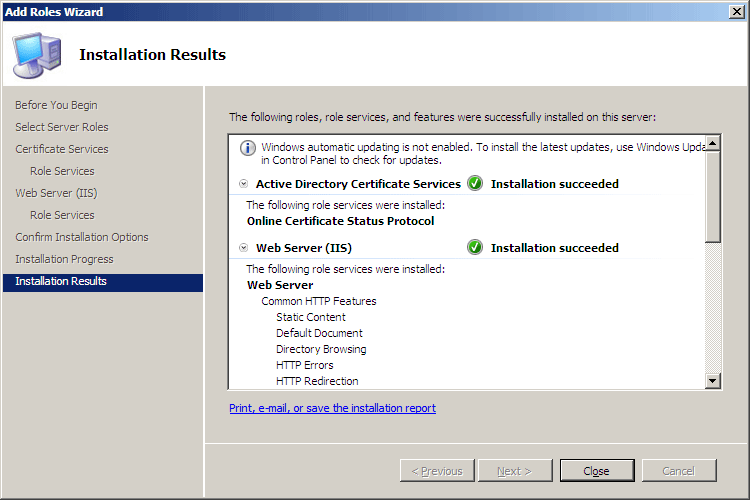 Add Roles Wizard
Installation Results
Before You Begin
Select Server Roles
Certificate Services
Role Services
Web Server (IIS)
Role Services
Confirm Installation Options
Installation Progress
Installation Results
The following roles, role services, and features were successfully installed on this server:
Windows automatic updating is not enabled. To install the latest updates, use Windows Upda
in Control Panel to check for updates.
Active Directory Certificate Services Installation succeeded
The following role services were installed:
Online Certificate Status Protocol
Web Server (IIS) Installation succeeded
The following role services were installed:
Web Server
Common HTTP Features
Static Content
Default Document
Directory Browsing
HTTP Errors
HTTP Redirection
Print, e-mail, or save the installation report
< Previous Next > Close Cancel